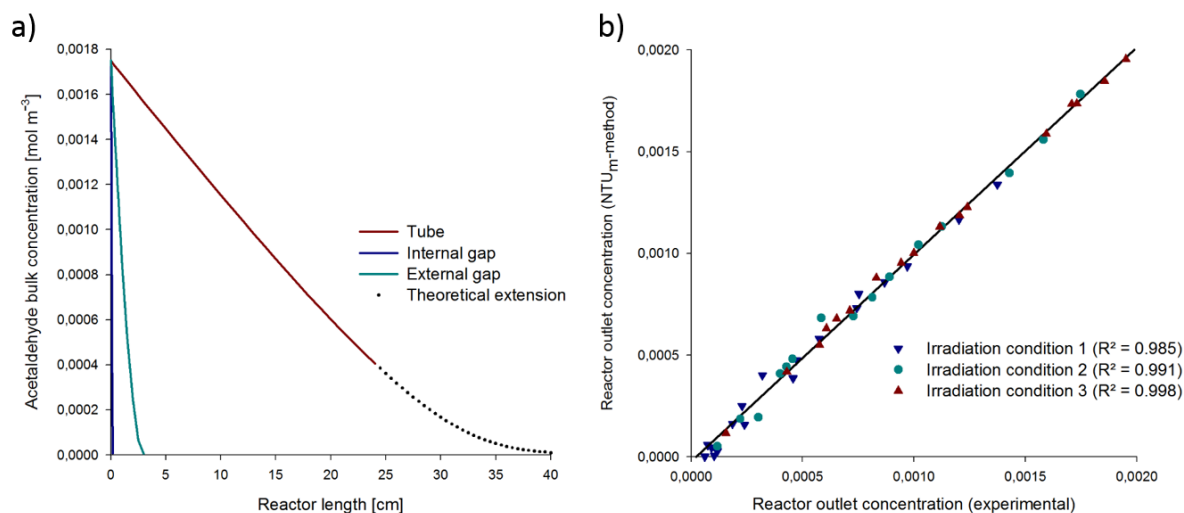 a)
Acetaldehyde bulk concentration [mol m⁻³]
0,0018
0,0016
0,0014
0,0012
0,0010
0,0008
0,0006
0,0004
0,0002
0,0000
Tube
Internal gap
External gap
Theoretical extension
0 5 10 15 20 25 30 35 40
Reactor length [cm]
b)
Reactor outlet concentration (NTUm-method)
0,0020
0,0015
0,0010
0,0005
0,0000
Irradiation condition 1 (R² = 0.985)
Irradiation condition 2 (R² = 0.991)
Irradiation condition 3 (R² = 0.998)
0,0000 0,0005 0,0010 0,0015 0,0020
Reactor outlet concentration (experimental)